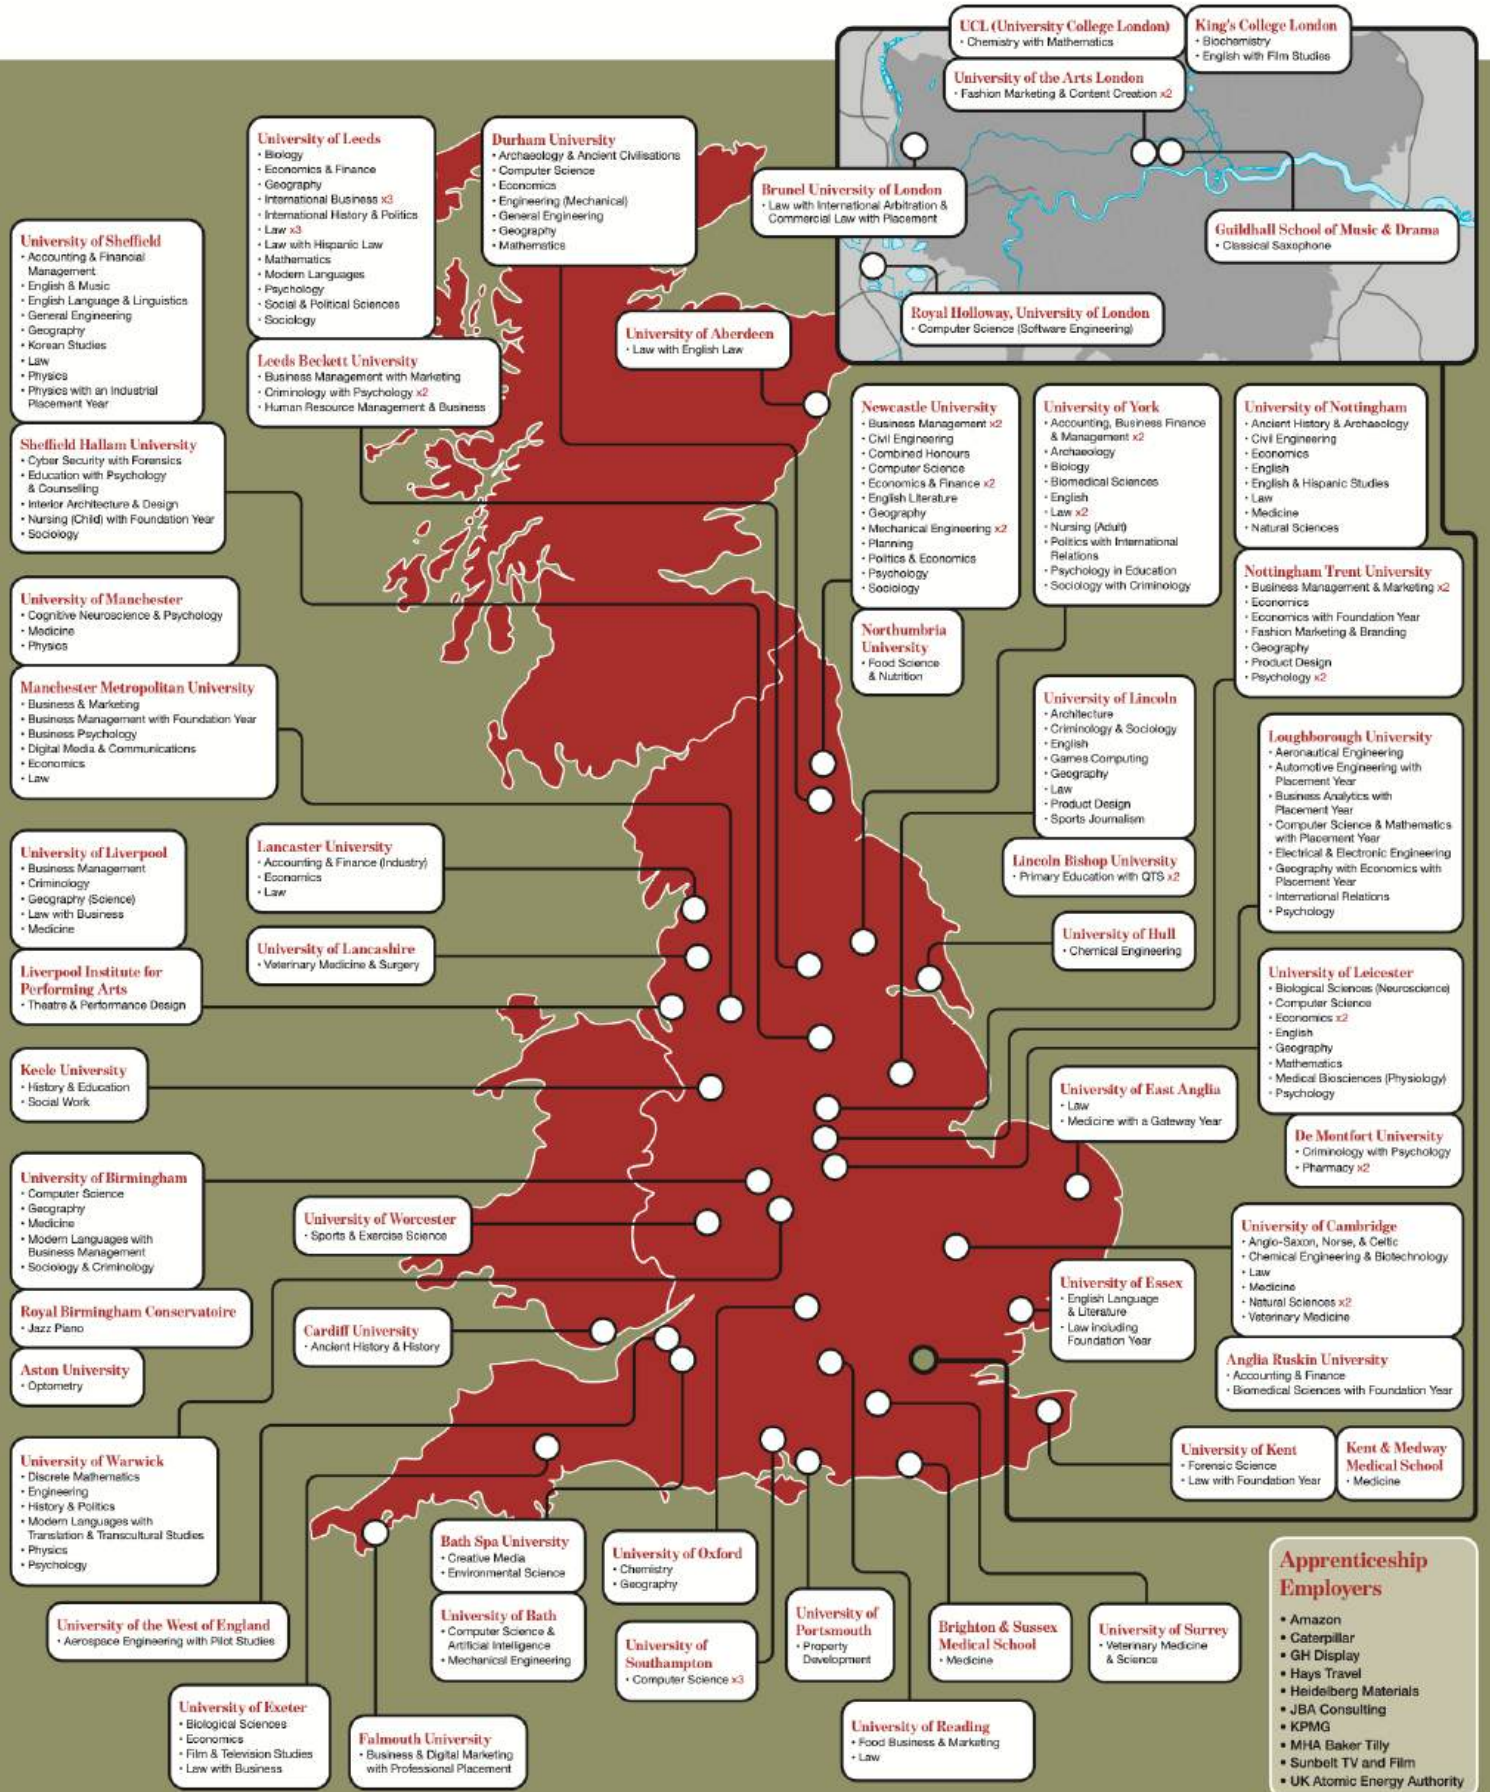 UCL (University College London)
• Chemistry with Mathematics
King's College London
• Biochemistry
• English with Film Studies
University of the Arts London
• Fashion Marketing & Content Creation x2
Brunel University of London
• Law with International Arbitration &
Commercial Law with Placement
Guildhall School of Music & Drama
• Classical Saxophone
Royal Holloway, University of London
• Computer Science (Software Engineering)
University of Leeds
• Biology
• Economics & Finance
• Geography
• International Business x3
• International History & Politics
• Law x3
• Law with Hispanic Law
• Mathematics
• Modern Languages
• Psychology
• Social & Political Sciences
• Sociology
Leeds Beckett University
• Business Management with Marketing
• Criminology with Psychology x2
• Human Resource Management & Business
Durham University
• Archaeology & Ancient Civilisations
• Computer Science
• Economics
• Engineering (Mechanical)
• General Engineering
• Geography
• Mathematics
University of Aberdeen
• Law with English Law
University of Sheffield
• Accounting & Financial
Management
• English & Music
• English Language & Linguistics
• General Engineering
• Geography
• Korean Studies
• Law
• Physics
• Physics with an Industrial
Placement Year
Sheffield Hallam University
• Cyber Security with Forensics
• Education with Psychology
& Counselling
• Interior Architecture & Design
• Nursing (Child) with Foundation Year
• Sociology
Newcastle University
• Business Management x2
• Civil Engineering
• Combined Honours
• Computer Science
• Economics & Finance x2
• English Literature
• Geography
• Mechanical Engineering x2
• Planning
• Politics & Economics
• Psychology
• Sociology
Northumbria
University
• Food Science
& Nutrition
University of York
• Accounting, Business Finance
& Management x2
• Archaeology
• Biology
• Biomedical Sciences
• English
• Law x2
• Nursing (Adult)
• Politics with International
Relations
• Psychology in Education
• Sociology with Criminology
University of Nottingham
• Ancient History & Archaeology
• Civil Engineering
• Economics
• English
• English & Hispanic Studies
• Law
• Medicine
• Natural Sciences
Nottingham Trent University
• Business Management & Marketing x2
• Economics
• Economics with Foundation Year
• Fashion Marketing & Branding
• Geography
• Product Design
• Psychology x2
University of Manchester
• Cognitive Neuroscience & Psychology
• Medicine
• Physics
Manchester Metropolitan University
• Business & Marketing
• Business Management with Foundation Year
• Business Psychology
• Digital Media & Communications
• Economics
• Law
University of Lincoln
• Architecture
• Criminology & Sociology
• English
• Games Computing
• Geography
• Law
• Product Design
• Sports Journalism
Lincoln Bishop University
• Primary Education with QTS x2
Loughborough University
• Aeronautical Engineering
• Automotive Engineering with
Placement Year
• Business Analytics with
Placement Year
• Computer Science & Mathematics
with Placement Year
• Electrical & Electronic Engineering
• Geography with Economics with
Placement Year
• International Relations
• Psychology
University of Liverpool
• Business Management
• Criminology
• Geography (Science)
• Law with Business
• Medicine
Liverpool Institute for
Performing Arts
• Theatre & Performance Design
Lancaster University
• Accounting & Finance (Industry)
• Economics
• Law
University of Lancashire
• Veterinary Medicine & Surgery
University of Hull
• Chemical Engineering
University of Leicester
• Biological Sciences (Neuroscience)
• Computer Science
• Economics x2
• English
• Geography
• Mathematics
• Medical Biosciences (Physiology)
• Psychology
De Montfort University
• Criminology with Psychology
• Pharmacy x2
Keele University
• History & Education
• Social Work
University of East Anglia
• Law
• Medicine with a Gateway Year
University of Birmingham
• Computer Science
• Geography
• Medicine
• Modern Languages with
Business Management
• Sociology & Criminology
Royal Birmingham Conservatoire
• Jazz Piano
Aston University
• Optometry
University of Worcester
• Sports & Exercise Science
Cardiff University
• Ancient History & History
University of Cambridge
• Anglo-Saxon, Norse, & Celtic
• Chemical Engineering & Biotechnology
• Law
• Medicine
• Natural Sciences x2
• Veterinary Medicine
Anglia Ruskin University
• Accounting & Finance
• Biomedical Sciences with Foundation Year
University of Essex
• English Language
& Literature
• Law including
Foundation Year
University of Kent
• Forensic Science
• Law with Foundation Year
Kent & Medway
Medical School
• Medicine
University of Warwick
• Discrete Mathematics
• Engineering
• History & Politics
• Modern Languages with
Translation & Transcultural Studies
• Physics
• Psychology
University of the West of England
• Aerospace Engineering with Pilot Studies
Bath Spa University
• Creative Media
• Environmental Science
University of Bath
• Computer Science &
Artificial Intelligence
• Mechanical Engineering
University of Oxford
• Chemistry
• Geography
University of
Southampton
• Computer Science x3
University of
Portsmouth
• Property
Development
Brighton & Sussex
Medical School
• Medicine
University of Surrey
• Veterinary Medicine
& Science
University of Exeter
• Biological Sciences
• Economics
• Film & Television Studies
• Law with Business
Falmouth University
• Business & Digital Marketing
with Professional Placement
University of Reading
• Food Business & Marketing
• Law
Apprenticeship
Employers
• Amazon
• Caterpillar
• GH Display
• Hays Travel
• Heidelberg Materials
• JBA Consulting
• KPMG
• MHA Baker Tilly
• Sunbelt TV and Film
• UK Atomic Energy Authority